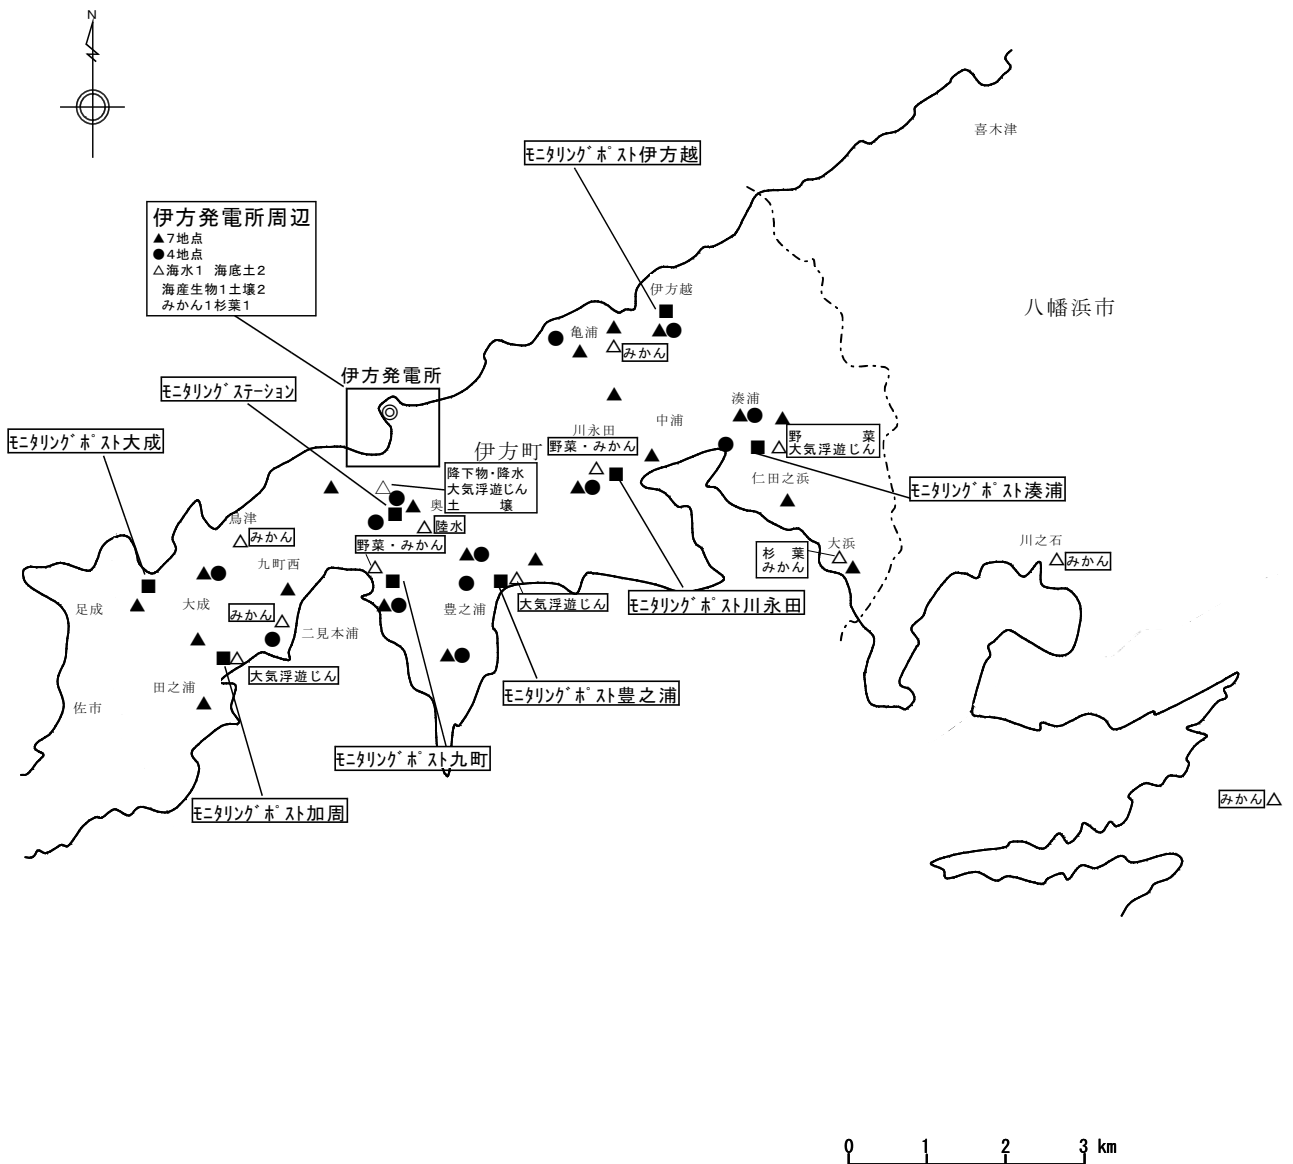 N
喜木津
モニタリングポスト伊方越
伊方発電所周辺
▲7地点
●4地点
△海水1 海底土2
海産生物1土壌2
みかん1杉葉1
伊方越
八幡浜市
亀浦
みかん
伊方発電所
モニタリングステーション
湊浦
中浦
川永田
モニタリングポスト大成
野菜
大気浮遊じん
伊方町
野菜・みかん
降下物・降水
大気浮遊じん
土壌
仁田之浜
モニタリングポスト湊浦
奥
鳥津
陸水
みかん
野菜・みかん
大浜
川之石
杉葉
みかん
みかん
九町西
足成
大成
みかん
豊之浦
大気浮遊じん
モニタリングポスト川永田
二見本浦
大気浮遊じん
田之浦
モニタリングポスト豊之浦
佐市
モニタリングポスト九町
モニタリングポスト加周
みかん
0 1 2 3 km